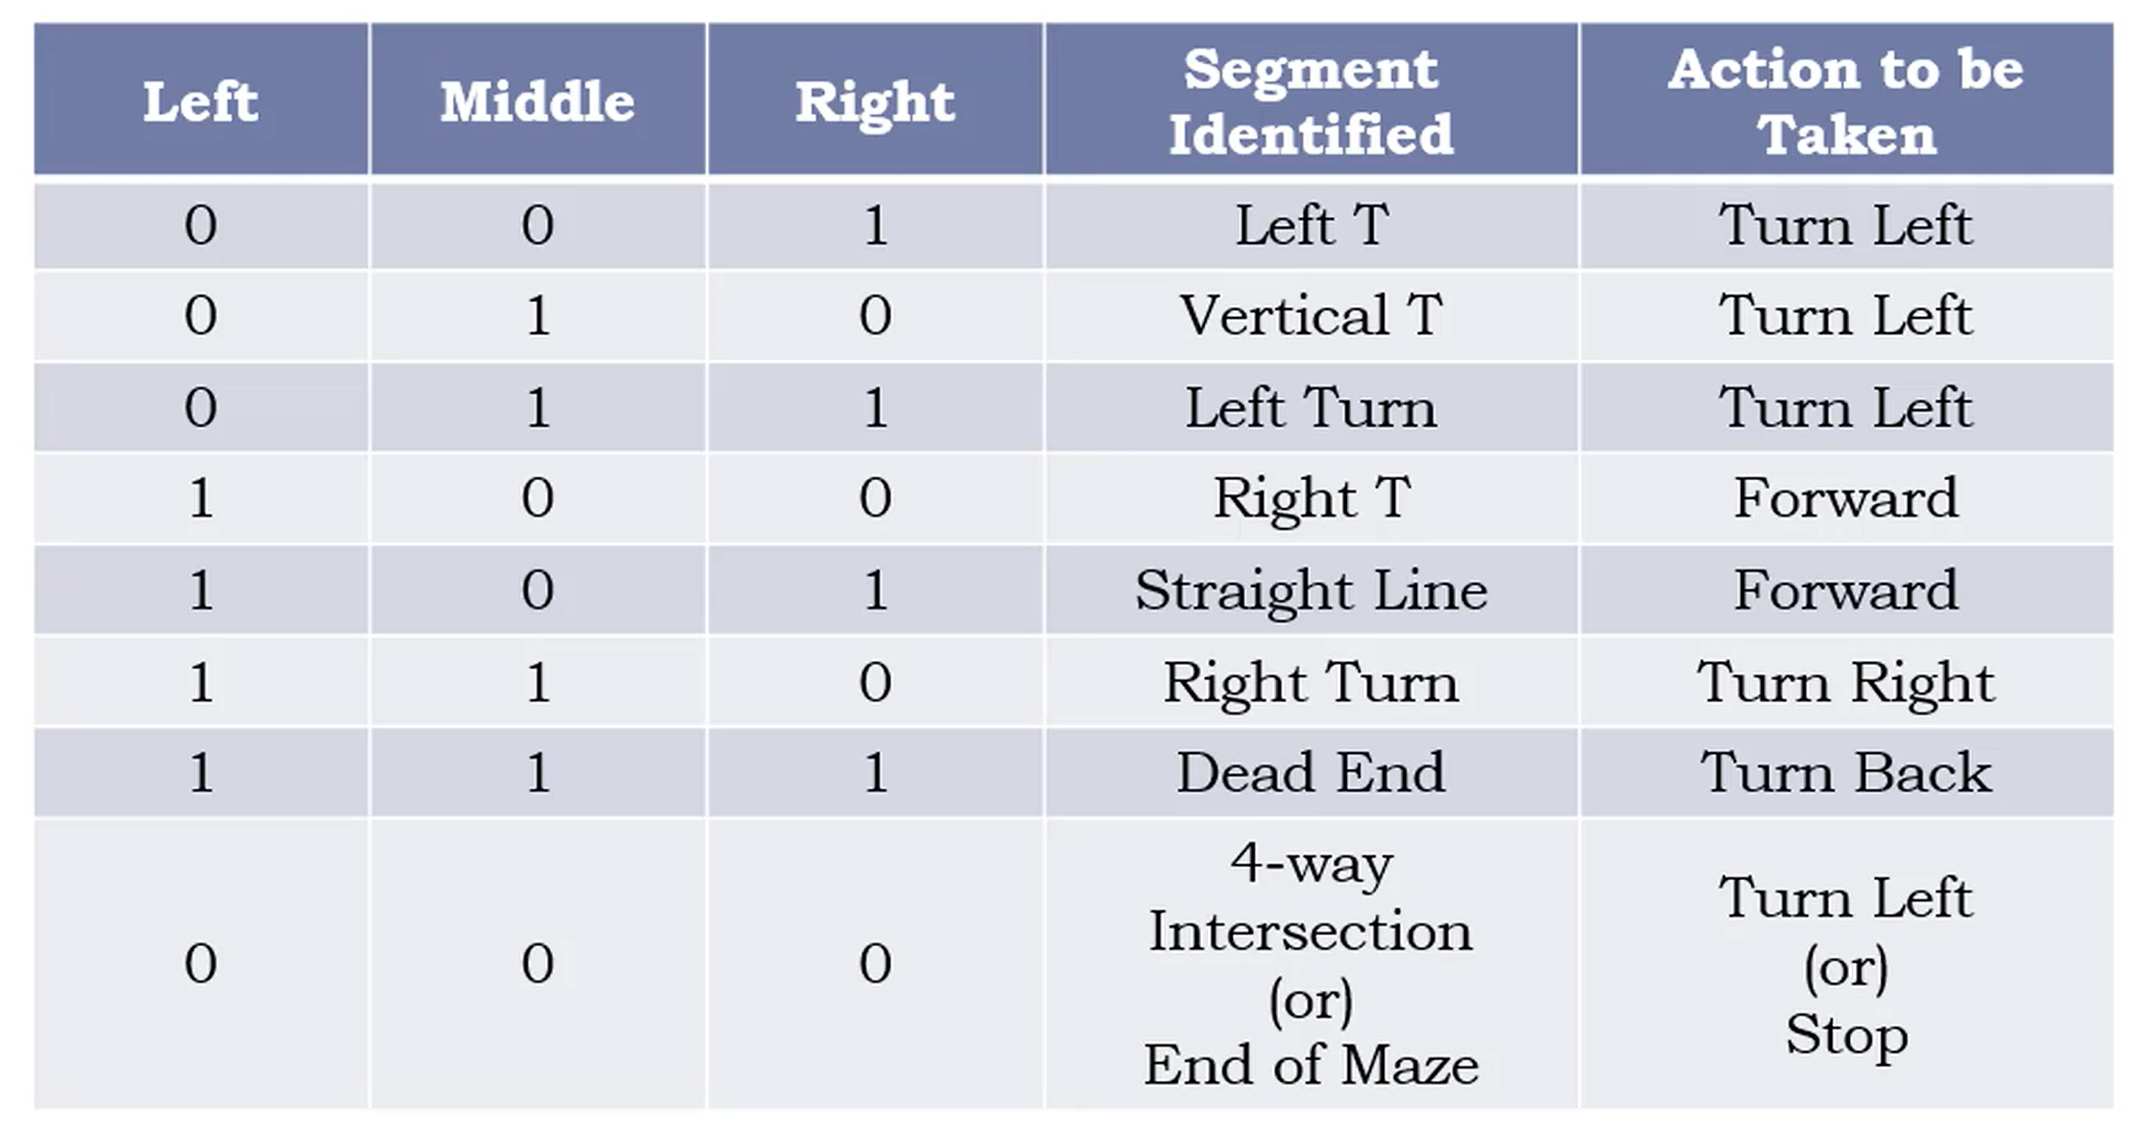 Left Middle Right Segment Identified Action to be Taken
0 0 1 Left T Turn Left
0 1 0 Vertical T Turn Left
0 1 1 Left Turn Turn Left
1 0 0 Right T Forward
1 0 1 Straight Line Forward
1 1 0 Right Turn Turn Right
1 1 1 Dead End Turn Back
0 0 0 4-way Intersection (or) End of Maze Turn Left (or) Stop